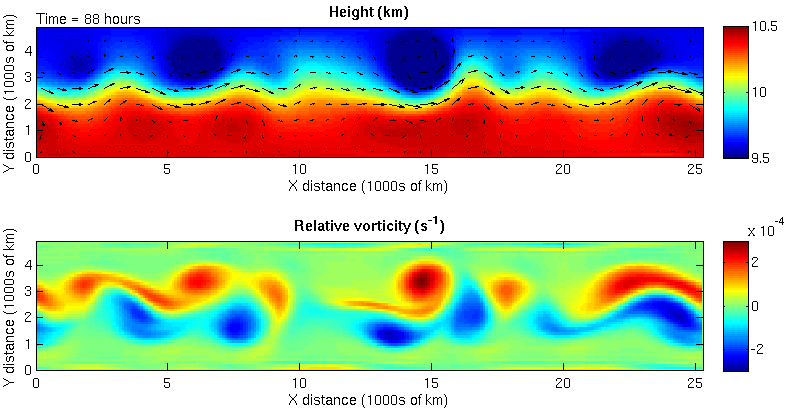 Height (km)
Time = 88 hours
Y distance (1000s of km)
4
3
2
1
0
0 5 10 15 20 25
X distance (1000s of km)
10.5
10
9.5
Relative vorticity (s-1)
Y distance (1000s of km)
4
3
2
1
0
0 5 10 15 20 25
X distance (1000s of km)
x 10-4
2
0
-2